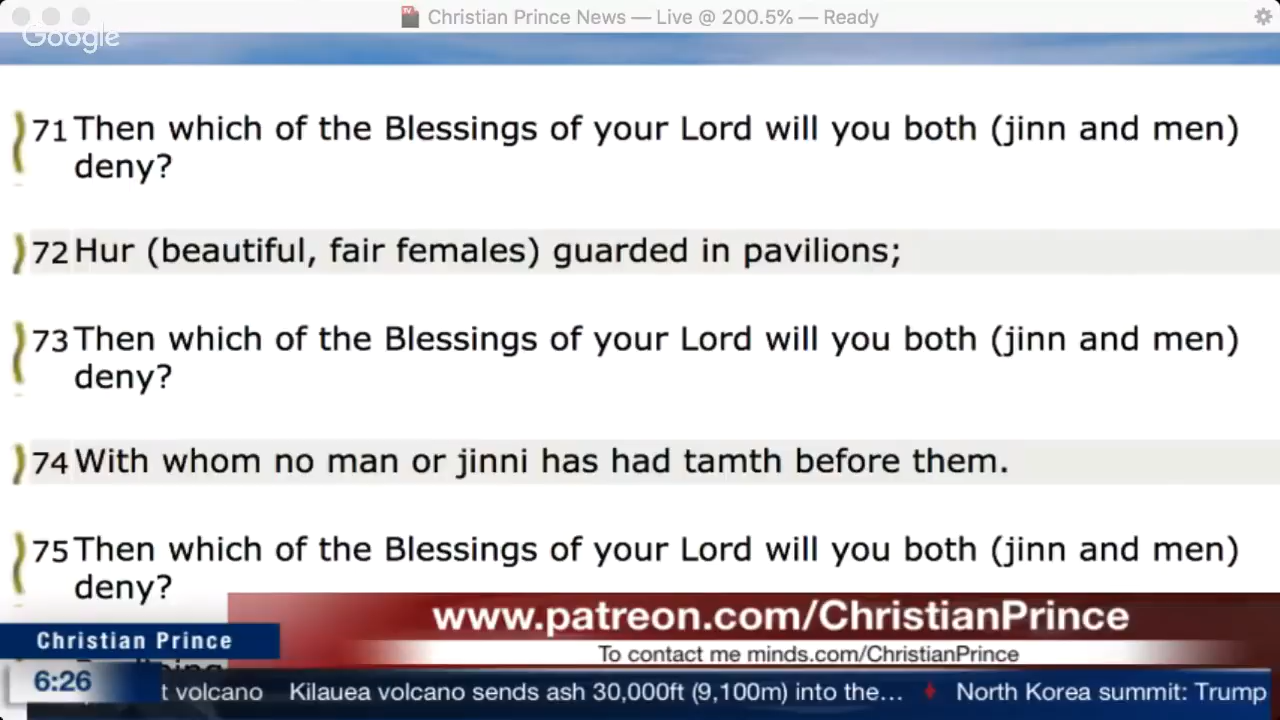 Christian Prince News — Live @ 200.5% — Ready
Google
71 Then which of the Blessings of your Lord will you both (jinn and men)
deny?
72 Hur (beautiful, fair females) guarded in pavilions;
73 Then which of the Blessings of your Lord will you both (jinn and men)
deny?
74 With whom no man or jinni has had tamth before them.
75 Then which of the Blessings of your Lord will you both (jinn and men)
deny?
www.patreon.com/ChristianPrince
Christian Prince
To contact me minds.com/ChristianPrince
6:26
t volcano Kilauea volcano sends ash 30,000ft (9,100m) into the... ♦ North Korea summit: Trump